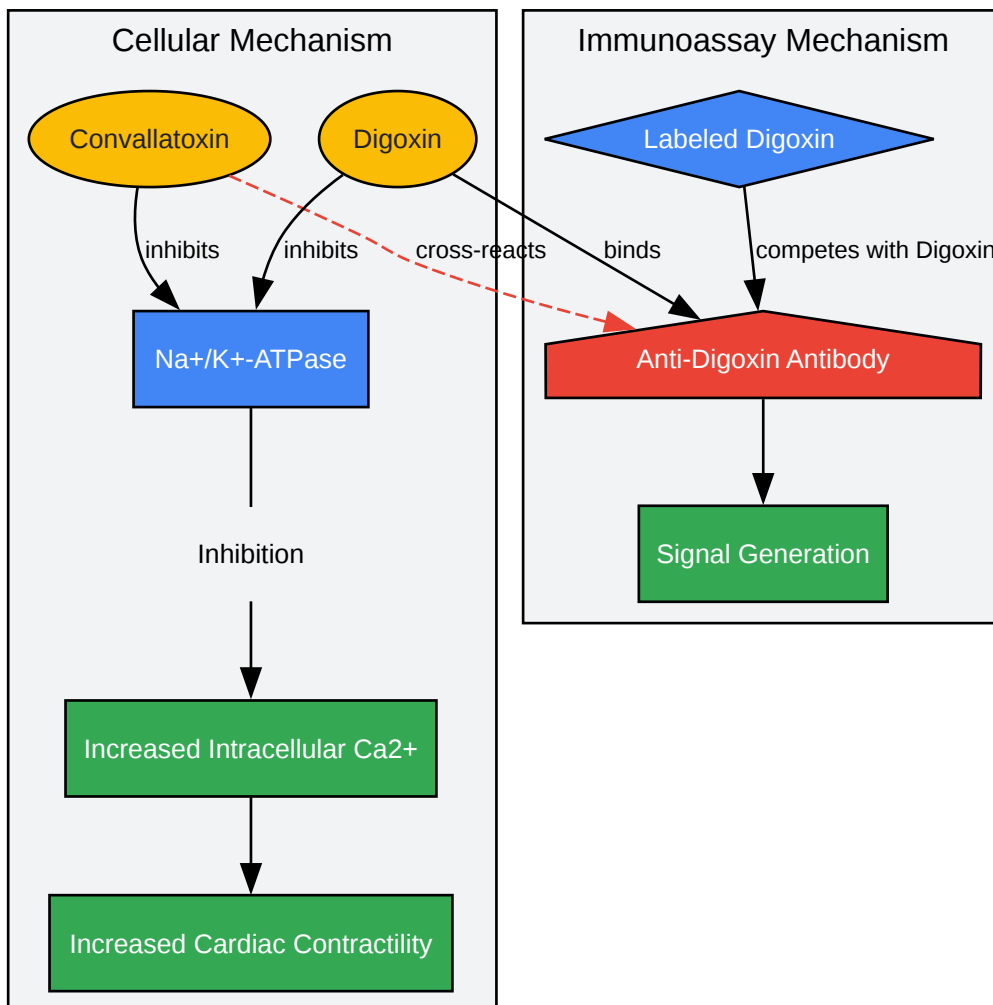 Cellular Mechanism
Immunoassay Mechanism
Convallatoxin
Digoxin
Labeled Digoxin
inhibits
inhibits
cross-reacts
binds
competes with Digoxin
Na+/K+-ATPase
Anti-Digoxin Antibody
Inhibition
Signal Generation
Increased Intracellular Ca2+
Increased Cardiac Contractility